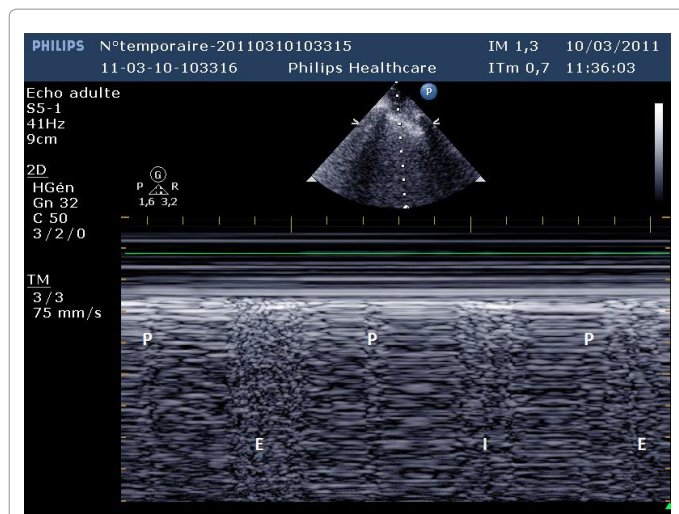 PHILIPS N°temporaire-20110310103315 IM 1,3 10/03/2011
11-03-10-103316 Philips Healthcare ITm 0,7 11:36:03
Echo adulte
S5-1
41Hz
9cm
P
2D
HGén
Gn 32
C 50
3/2/0
G
P R
1,6 3,2
TM
3/3
75 mm/s
P P P
E I E